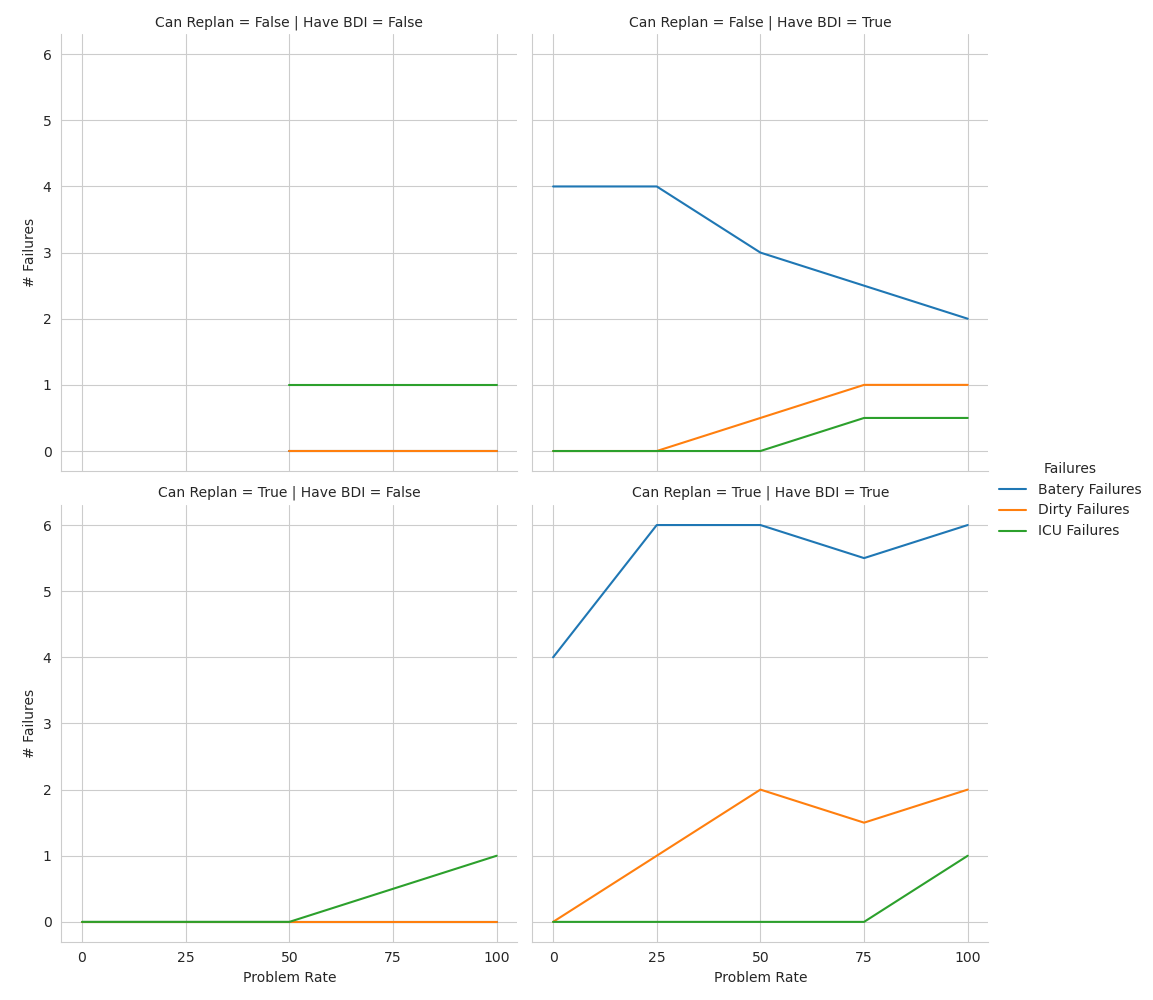 Can Replan = False | Have BDI = False
Can Replan = False | Have BDI = True
6
5
4
3
2
1
0
# Failures
Can Replan = True | Have BDI = False
Can Replan = True | Have BDI = True
6
5
4
3
2
1
0
# Failures
0 25 50 75 100
Problem Rate
0 25 50 75 100
Problem Rate
Failures
Batery Failures
Dirty Failures
ICU Failures